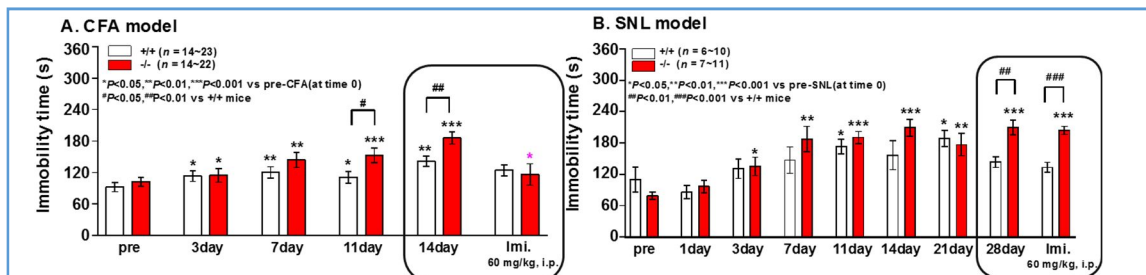 A. CFA model
+/+ (n = 14~23)
-/- (n = 14~22)
*P<0.05,**P<0.01,***P<0.001 vs pre-CFA(at time 0)
#P<0.05,##P<0.01 vs +/+ mice
Immobility time (s)
360
300
240
180
120
60
0
* * ** ** * *** ** *** *
# ##
pre 3day 7day 11day 14day Imi.
60 mg/kg, i.p.
B. SNL model
+/+ (n = 6~10)
-/- (n = 7~11)
*P<0.05,**P<0.01,***P<0.001 vs pre-SNL(at time 0)
##P<0.01,###P<0.001 vs +/+ mice
Immobility time (s)
360
300
240
180
120
60
0
* ** * *** *** * ** *** ***
## ###
pre 1day 3day 7day 11day 14day 21day 28day Imi.
60 mg/kg, i.p.